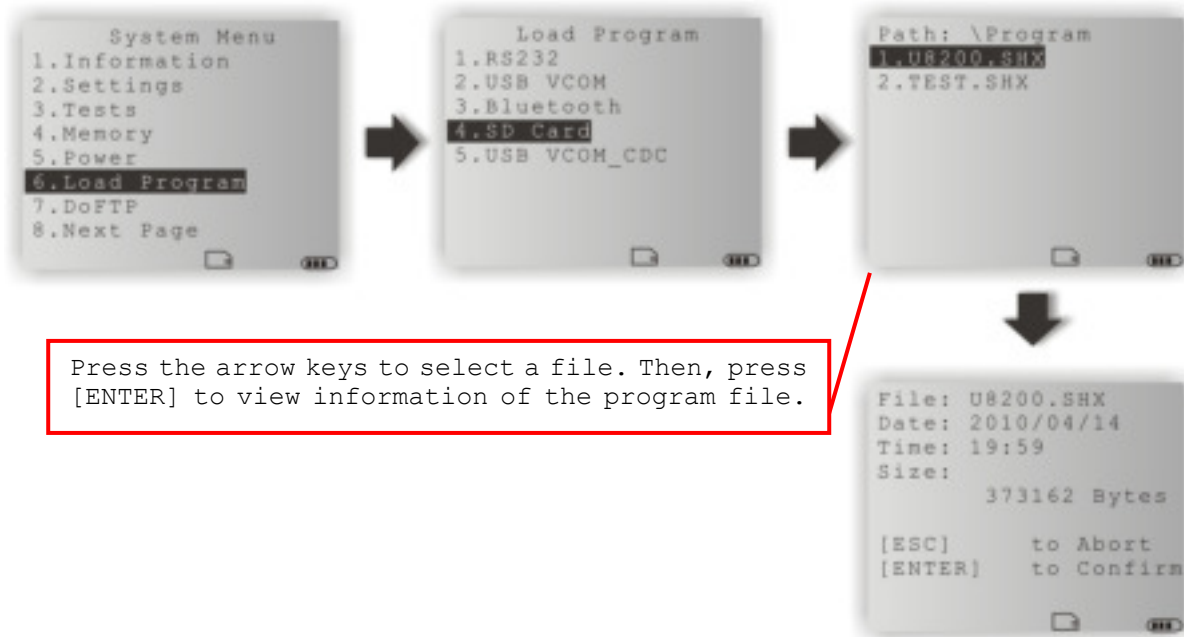 System Menu
1.Information
2.Settings
3.Tests
4.Memory
5.Power
6.Load Program
7.DoFTP
8.Next Page
Load Program
1.RS232
2.USB VCOM
3.Bluetooth
4.SD Card
5.USB VCOM_CDC
Path: \Program
1.U8200.SHX
2.TEST.SHX
Press the arrow keys to select a file. Then, press
[ENTER] to view information of the program file.
File: U8200.SHX
Date: 2010/04/14
Time: 19:59
Size:
373162 Bytes
[ESC] to Abort
[ENTER] to Confirm